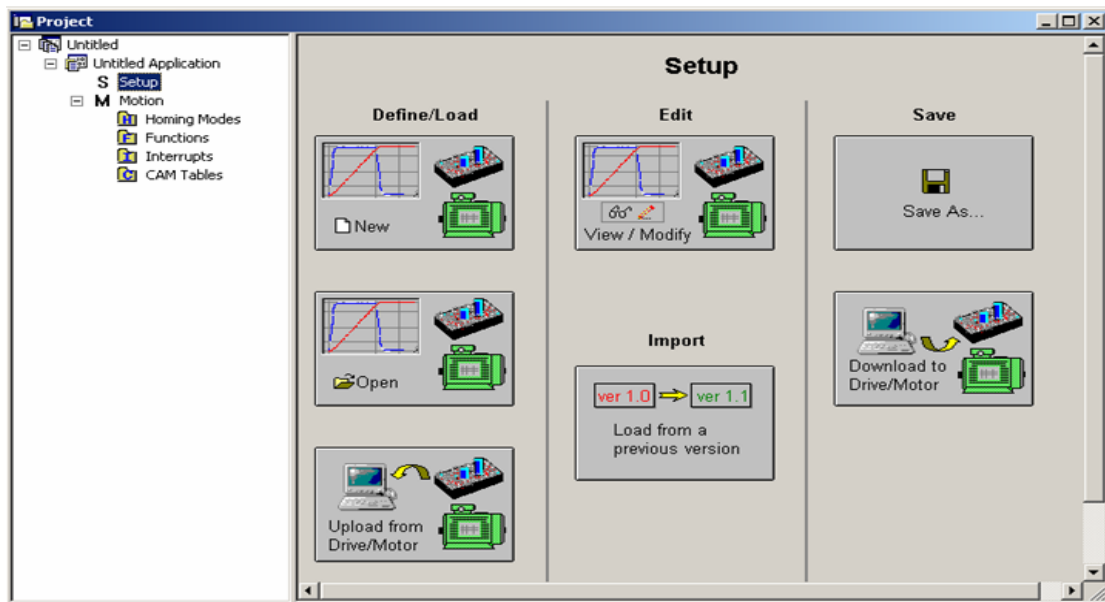 Project
Untitled
Untitled Application
S Setup
M Motion
H Homing Modes
F Functions
I Interrupts
C CAM Tables
Setup
Define/Load
New
Open
Upload from
Drive/Motor
Edit
View / Modify
Import
ver 1.0
ver 1.1
Load from a
previous version
Save
Save As...
Download to
Drive/Motor